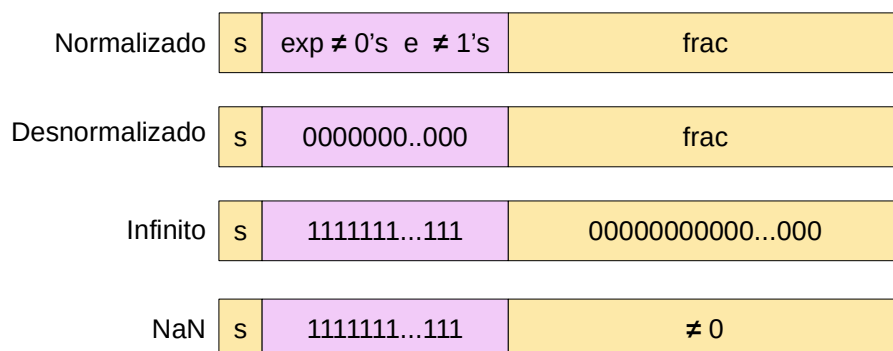 Normalizado s exp ≠ 0's e ≠ 1's frac
Desnormalizado s 0000000..000 frac
Infinito s 1111111...111 00000000000...000
NaN s 1111111...111 ≠ 0